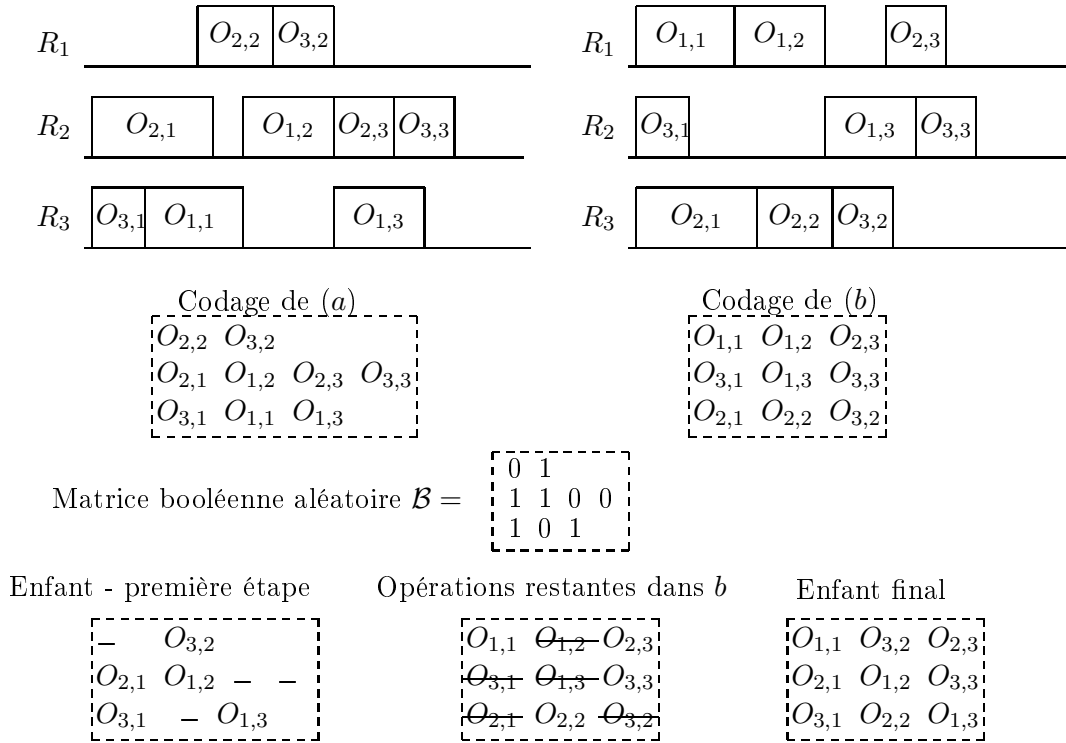 R1 O2,2 O3,2
R2 O2,1 O1,2 O2,3 O3,3
R3 O3,1 O1,1 O1,3
R1 O1,1 O1,2 O2,3
R2 O3,1 O1,3 O3,3
R3 O2,1 O2,2 O3,2
Codage de (a)
O2,2 O3,2
O2,1 O1,2 O2,3 O3,3
O3,1 O1,1 O1,3
Codage de (b)
O1,1 O1,2 O2,3
O3,1 O1,3 O3,3
O2,1 O2,2 O3,2
Matrice booléenne aléatoire B =
0 1
1 1 0 0
1 0 1
Enfant - première étape
– O3,2
O2,1 O1,2 – –
O3,1 – O1,3
Opérations restantes dans b
O1,1 O1,2 O2,3
O3,1 O1,3 O3,3
O2,1 O2,2 O3,2
Enfant final
O1,1 O3,2 O2,3
O2,1 O1,2 O3,3
O3,1 O2,2 O1,3